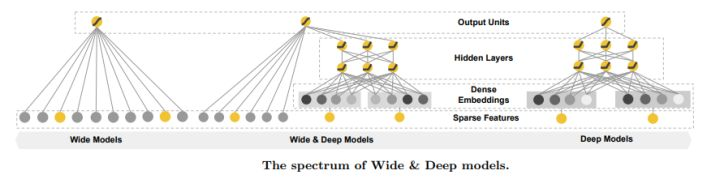 Output Units
Hidden Layers
Dense
Embeddings
Sparse Features
Wide Models
Wide & Deep Models
Deep Models
The spectrum of Wide & Deep models.